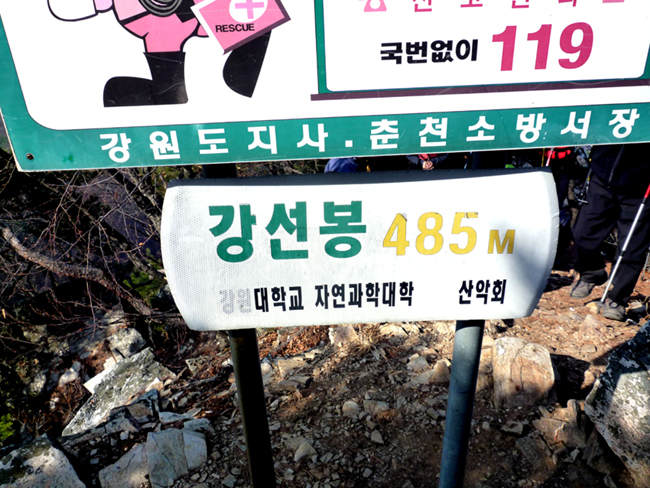 RESCUE
국번없이 119
강원도지사 . 춘천소방서장
강선봉 485M
강원대학교 자연과학대학 산악회